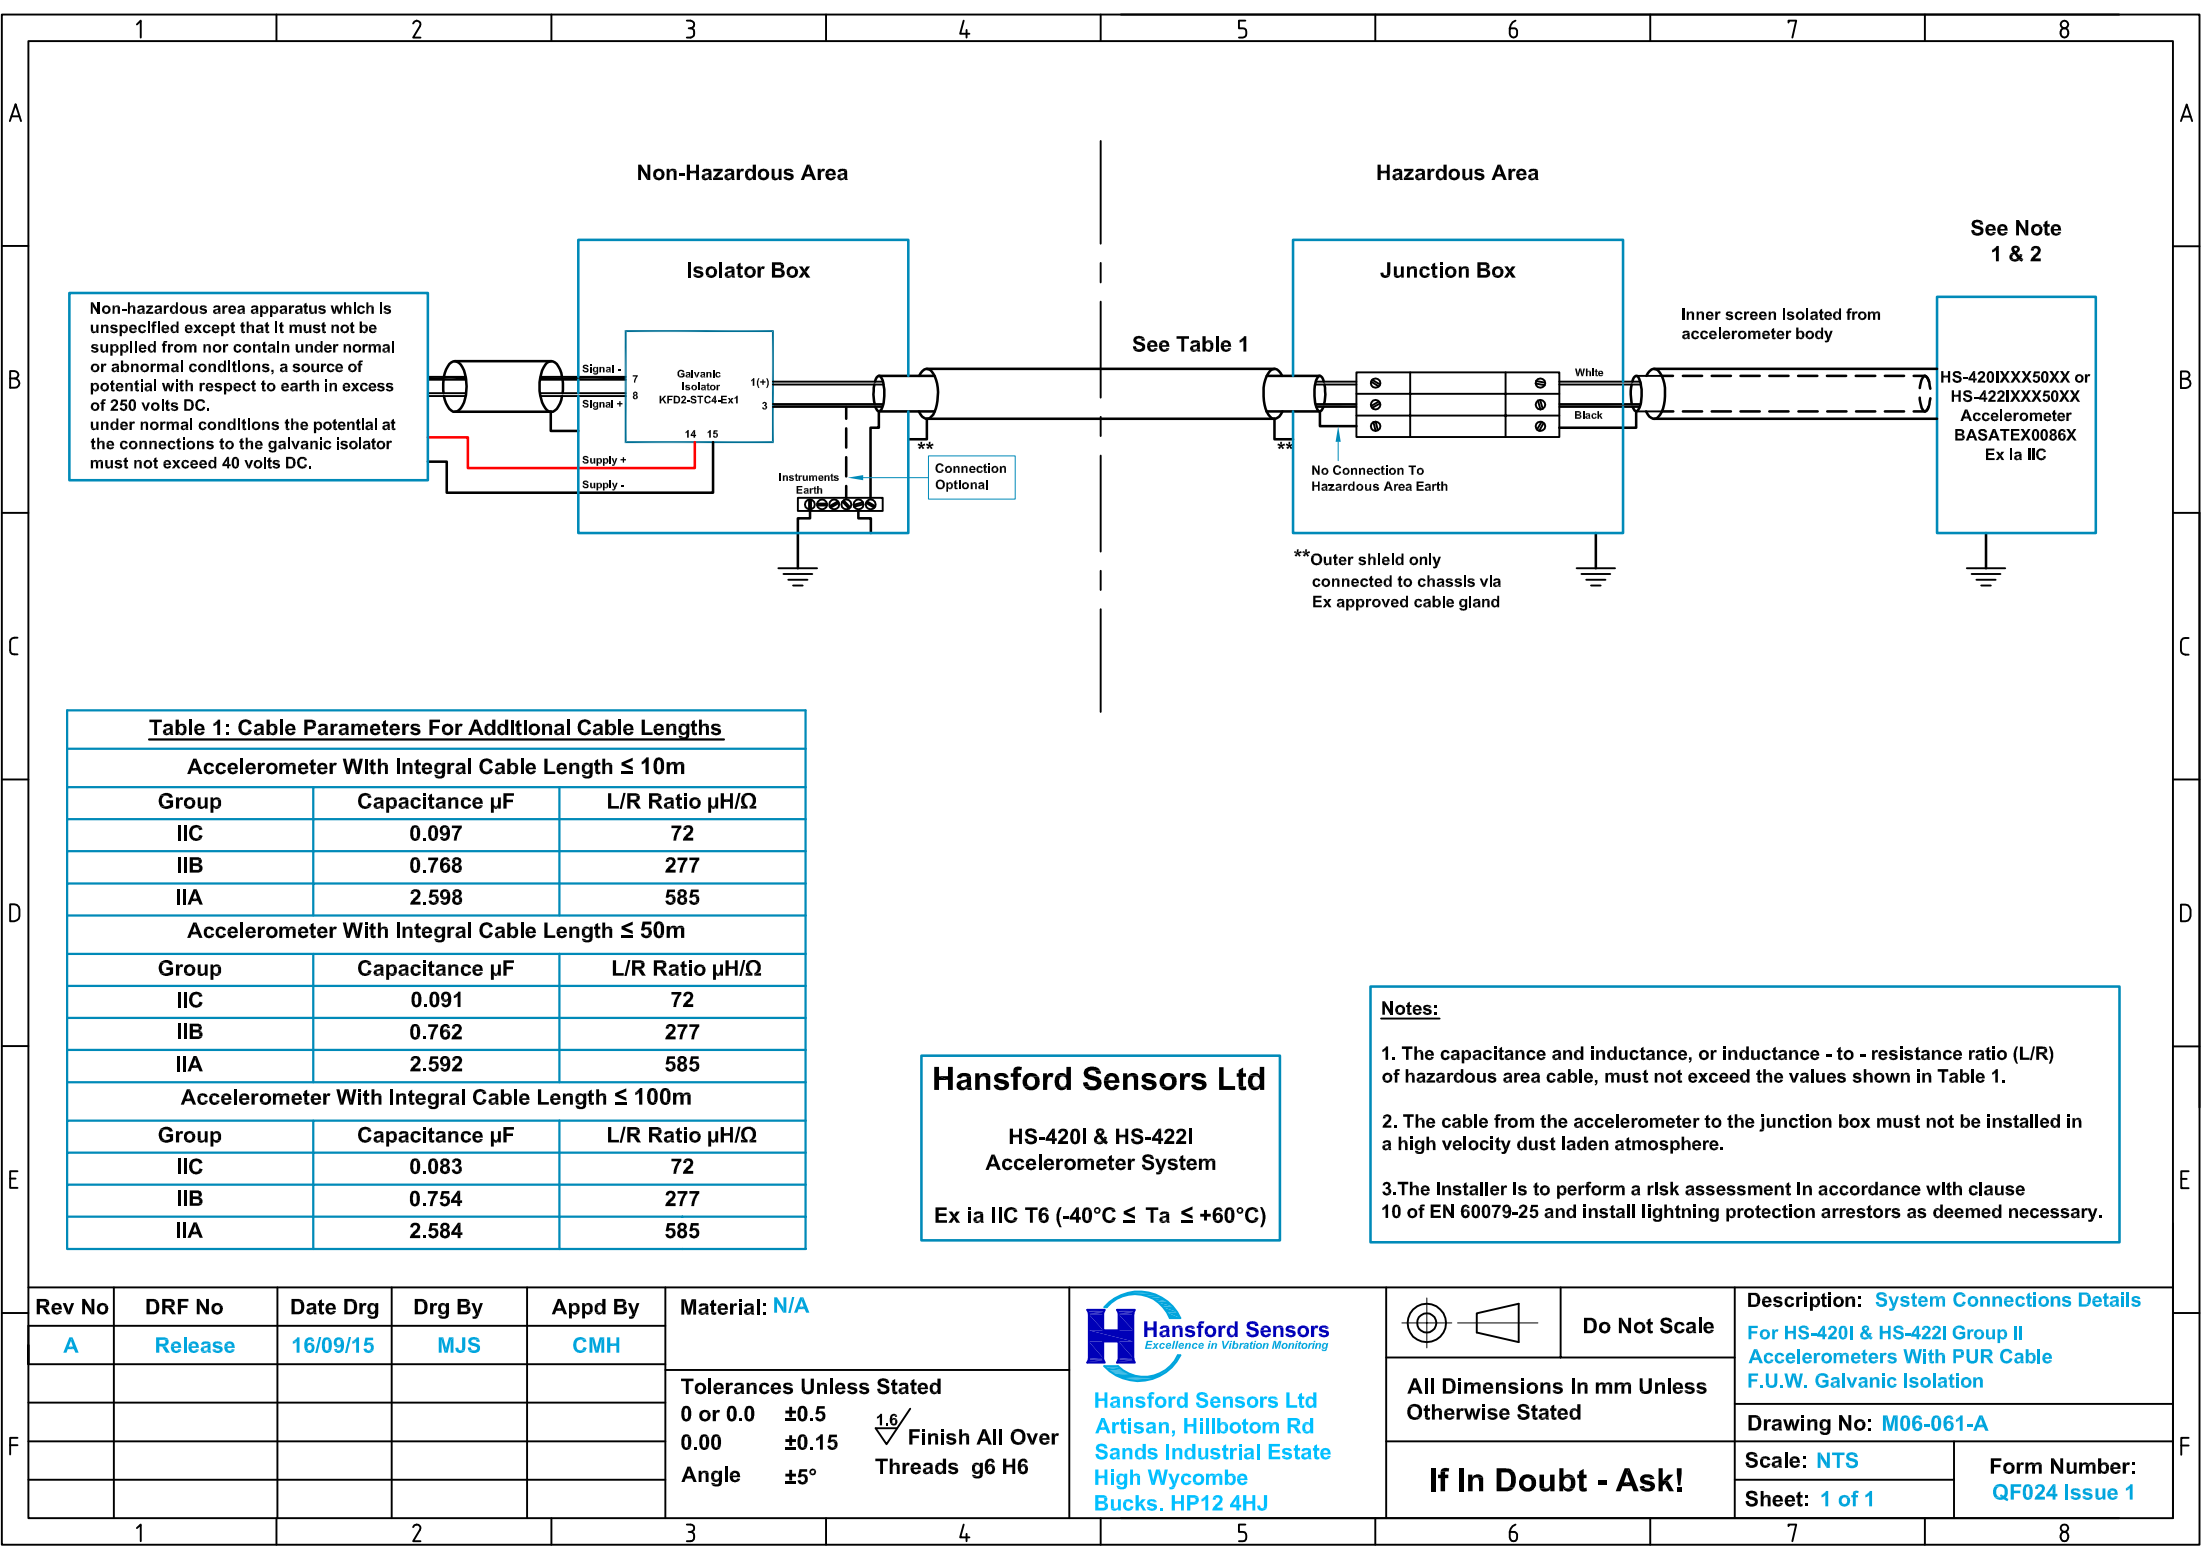 1 2 3 4 5 6 7 8
A A
Non-Hazardous Area
Hazardous Area
See Note
1 & 2
Isolator Box
Junction Box
B B
Non-hazardous area apparatus which is
unspecified except that it must not be
supplied from nor contain under normal
or abnormal conditions, a source of
potential with respect to earth in excess
of 250 volts DC.
under normal conditions the potential at
the connections to the galvanic isolator
must not exceed 40 volts DC.
Signal -
Signal +
7
8
Galvanic
Isolator
KFD2-STC4-Ex1
1(+)
3
14 15
Supply +
Supply -
Instruments
Earth
**
Connection
Optional
See Table 1
**
White
Black
No Connection To
Hazardous Area Earth
Inner screen isolated from
accelerometer body
HS-420IXXX50XX or
HS-422IXXX50XX
Accelerometer
BASATEX0086X
Ex ia IIC
**Outer shield only
connected to chassis via
Ex approved cable gland
C C
Table 1: Cable Parameters For Additional Cable Lengths
Accelerometer With Integral Cable Length ≤ 10m
Group Capacitance µF L/R Ratio µH/Ω
IIC 0.097 72
IIB 0.768 277
IIA 2.598 585
Accelerometer With Integral Cable Length ≤ 50m
Group Capacitance µF L/R Ratio µH/Ω
IIC 0.091 72
IIB 0.762 277
IIA 2.592 585
Accelerometer With Integral Cable Length ≤ 100m
Group Capacitance µF L/R Ratio µH/Ω
IIC 0.083 72
IIB 0.754 277
IIA 2.584 585
D D
Hansford Sensors Ltd
HS-420I & HS-422I
Accelerometer System
Ex ia IIC T6 (-40°C ≤ Ta ≤ +60°C)
Notes:
1. The capacitance and inductance, or inductance - to - resistance ratio (L/R)
of hazardous area cable, must not exceed the values shown in Table 1.
2. The cable from the accelerometer to the junction box must not be installed in
a high velocity dust laden atmosphere.
3.The Installer is to perform a risk assessment in accordance with clause
10 of EN 60079-25 and install lightning protection arrestors as deemed necessary.
E E
Rev No DRF No Date Drg Drg By Appd By
A Release 16/09/15 MJS CMH
Material: N/A
Tolerances Unless Stated
0 or 0.0 ±0.5
0.00 ±0.15
Angle ±5°
1.6
Finish All Over
Threads g6 H6
H
Hansford Sensors
Excellence in Vibration Monitoring
Hansford Sensors Ltd
Artisan, Hillbotom Rd
Sands Industrial Estate
High Wycombe
Bucks. HP12 4HJ
Do Not Scale
All Dimensions In mm Unless
Otherwise Stated
If In Doubt - Ask!
Description: System Connections Details
For HS-420I & HS-422I Group II
Accelerometers With PUR Cable
F.U.W. Galvanic Isolation
Drawing No: M06-061-A
Scale: NTS
Sheet: 1 of 1
Form Number:
QF024 Issue 1
F F
1 2 3 4 5 6 7 8